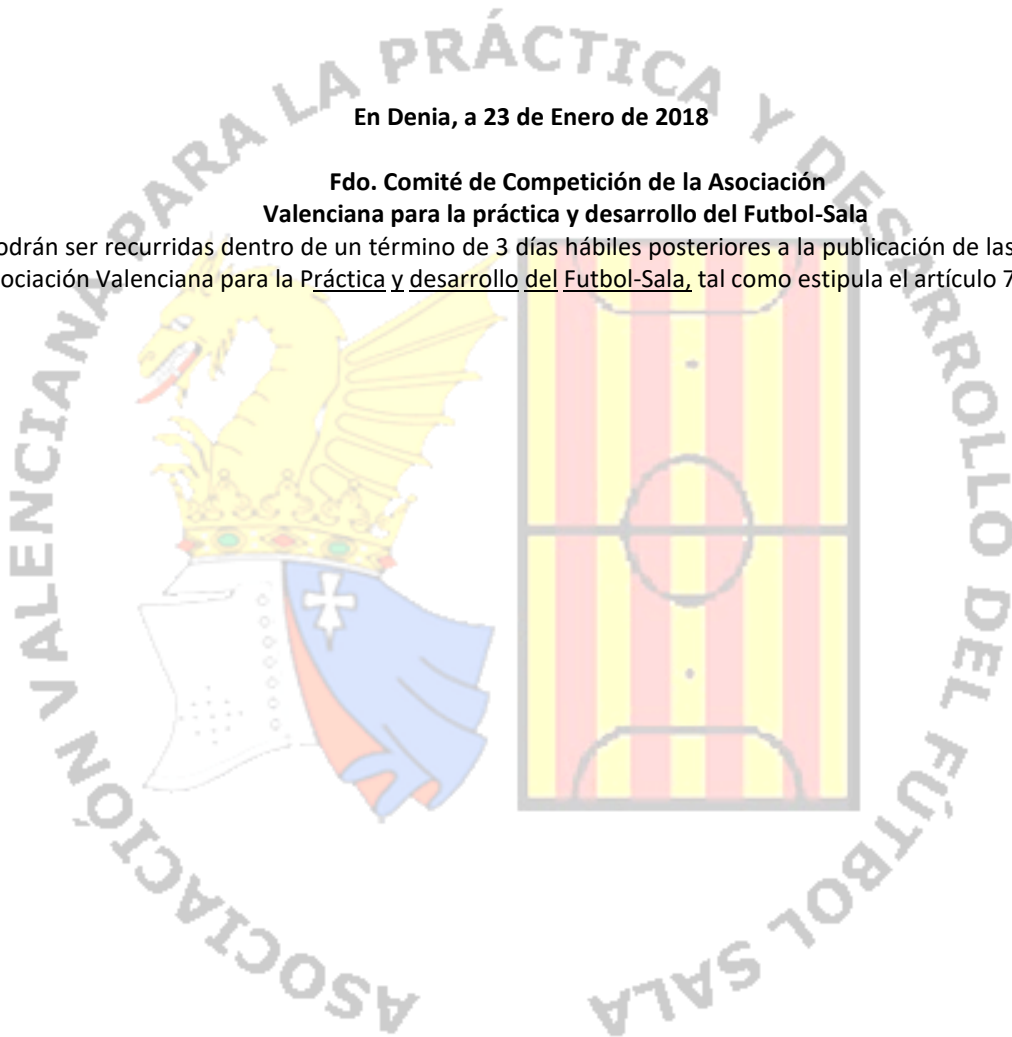 En Denia, a 23 de Enero de 2018
Fdo. Comité de Competición de la Asociación
Valenciana para la práctica y desarrollo del Futbol-Sala
odrán ser recurridas dentro de un término de 3 días hábiles posteriores a la publicación de las
ociación Valenciana para la Práctica y desarrollo del Futbol-Sala, tal como estipula el artículo 7
ASOCIACIÓN VALENCIANA PARA LA PRÁCTICA Y DESARROLLO DEL FÚTBOL SALA